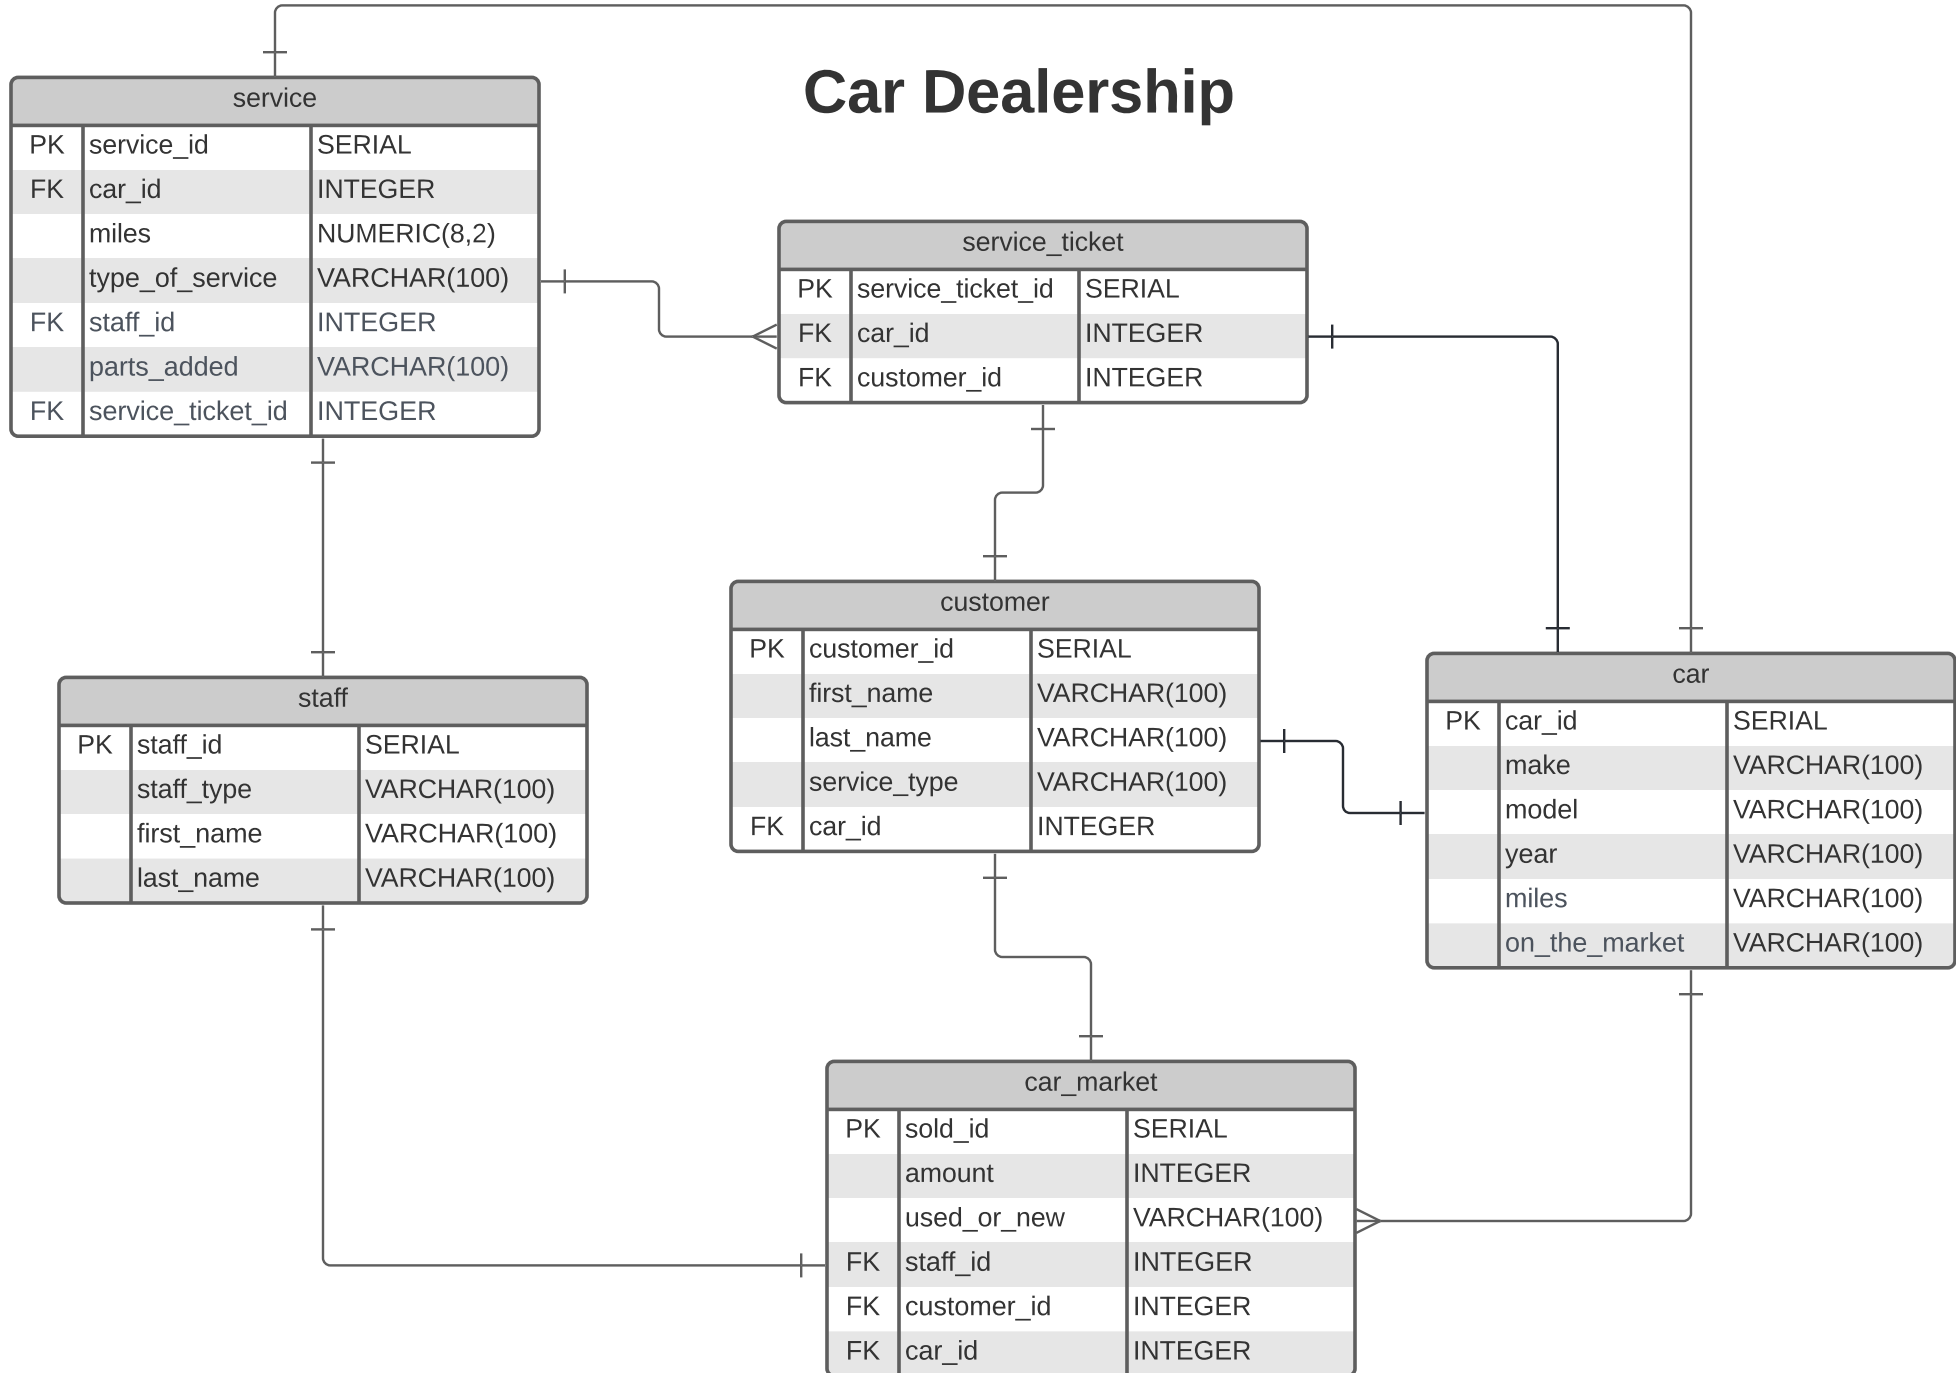 Car Dealership
service
PK service_id SERIAL
FK car_id INTEGER
miles NUMERIC(8,2)
type_of_service VARCHAR(100)
FK staff_id INTEGER
parts_added VARCHAR(100)
FK service_ticket_id INTEGER
service_ticket
PK service_ticket_id SERIAL
FK car_id INTEGER
FK customer_id INTEGER
customer
PK customer_id SERIAL
first_name VARCHAR(100)
last_name VARCHAR(100)
service_type VARCHAR(100)
FK car_id INTEGER
car
PK car_id SERIAL
make VARCHAR(100)
model VARCHAR(100)
year VARCHAR(100)
miles VARCHAR(100)
on_the_market VARCHAR(100)
staff
PK staff_id SERIAL
staff_type VARCHAR(100)
first_name VARCHAR(100)
last_name VARCHAR(100)
car_market
PK sold_id SERIAL
amount INTEGER
used_or_new VARCHAR(100)
FK staff_id INTEGER
FK customer_id INTEGER
FK car_id INTEGER